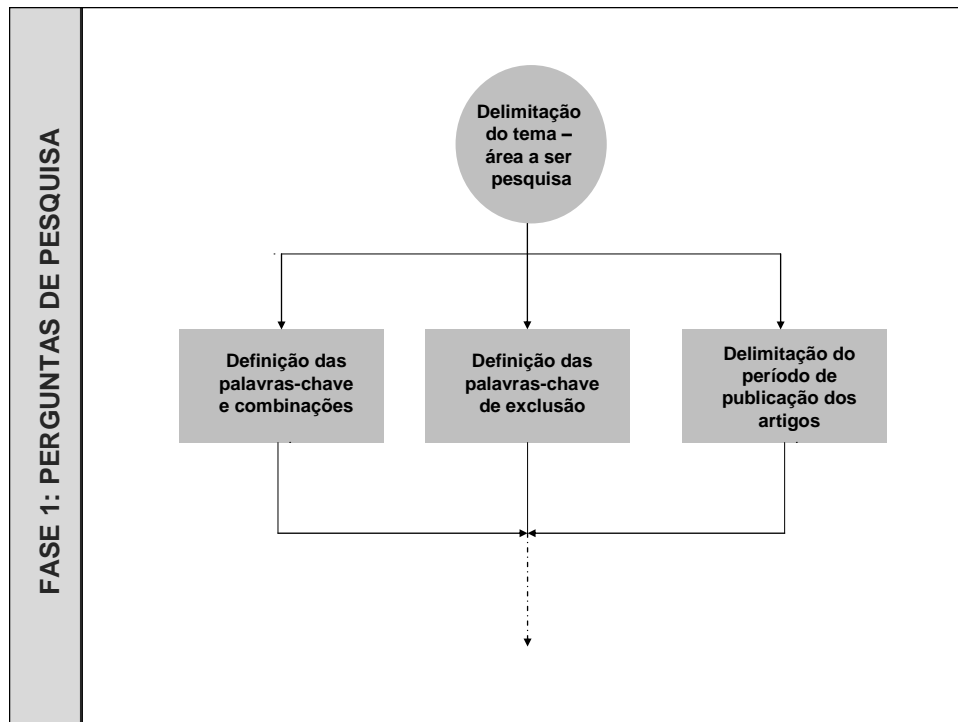 FASE 1: PERGUNTAS DE PESQUISA
Delimitação
do tema –
área a ser
pesquisa
Definição das
palavras-chave
e combinações
Definição das
palavras-chave
de exclusão
Delimitação do
período de
publicação dos
artigos